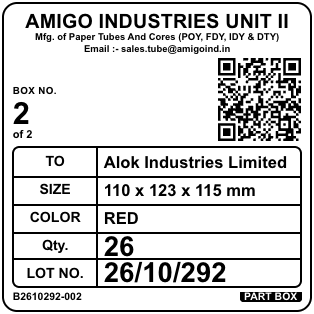 AMIGO INDUSTRIES UNIT II
Mfg. of Paper Tubes And Cores (POY, FDY, IDY & DTY)
Email :- sales.tube@amigoind.in
BOX NO.
2
of 2
TO Alok Industries Limited
SIZE 110 x 123 x 115 mm
COLOR RED
Qty. 26
LOT NO. 26/10/292
B2610292-002 PART BOX